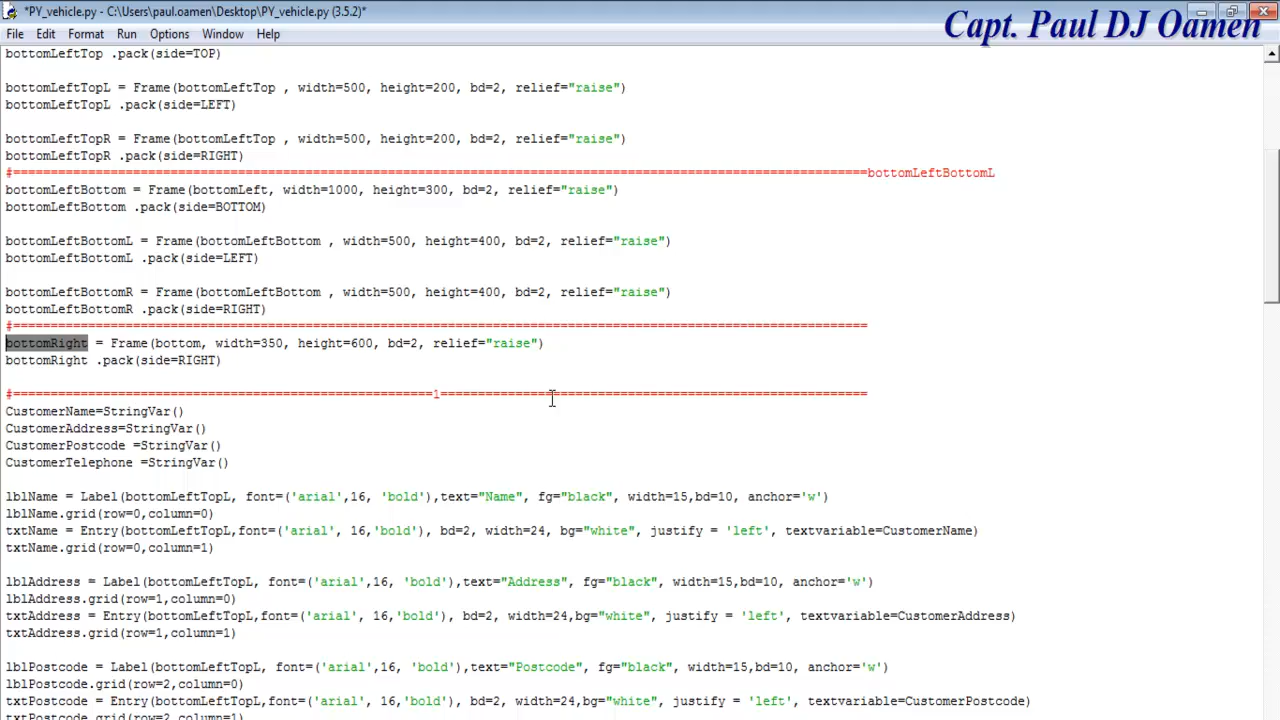 *PY_vehicle.py - C:\Users\paul.oamen\Desktop\PY_vehicle.py (3.5.2)*
Capt. Paul DJ Oamen
File Edit Format Run Options Window Help
bottomLeftTop .pack(side=TOP)
bottomLeftTopL = Frame(bottomLeftTop , width=500, height=200, bd=2, relief="raise")
bottomLeftTopL .pack(side=LEFT)
bottomLeftTopR = Frame(bottomLeftTop , width=500, height=200, bd=2, relief="raise")
bottomLeftTopR .pack(side=RIGHT)
#==================================================================================================================bottomLeftBottomL
bottomLeftBottom = Frame(bottomLeft, width=1000, height=300, bd=2, relief="raise")
bottomLeftBottom .pack(side=BOTTOM)
bottomLeftBottomL = Frame(bottomLeftBottom , width=500, height=400, bd=2, relief="raise")
bottomLeftBottomL .pack(side=LEFT)
bottomLeftBottomR = Frame(bottomLeftBottom , width=500, height=400, bd=2, relief="raise")
bottomLeftBottomR .pack(side=RIGHT)
#==================================================================================================================
bottomRight = Frame(bottom, width=350, height=600, bd=2, relief="raise")
bottomRight .pack(side=RIGHT)
#========================================================1=========================================================
CustomerName=StringVar()
CustomerAddress=StringVar()
CustomerPostcode =StringVar()
CustomerTelephone =StringVar()
lblName = Label(bottomLeftTopL, font=('arial',16, 'bold'),text="Name", fg="black", width=15,bd=10, anchor='w')
lblName.grid(row=0,column=0)
txtName = Entry(bottomLeftTopL,font=('arial', 16,'bold'), bd=2, width=24, bg="white", justify = 'left', textvariable=CustomerName)
txtName.grid(row=0,column=1)
lblAddress = Label(bottomLeftTopL, font=('arial',16, 'bold'),text="Address", fg="black", width=15,bd=10, anchor='w')
lblAddress.grid(row=1,column=0)
txtAddress = Entry(bottomLeftTopL,font=('arial', 16,'bold'), bd=2, width=24,bg="white", justify = 'left', textvariable=CustomerAddress)
txtAddress.grid(row=1,column=1)
lblPostcode = Label(bottomLeftTopL, font=('arial',16, 'bold'),text="Postcode", fg="black", width=15,bd=10, anchor='w')
lblPostcode.grid(row=2,column=0)
txtPostcode = Entry(bottomLeftTopL,font=('arial', 16,'bold'), bd=2, width=24,bg="white", justify = 'left', textvariable=CustomerPostcode)
txtPostcode.grid(row=2,column=1)